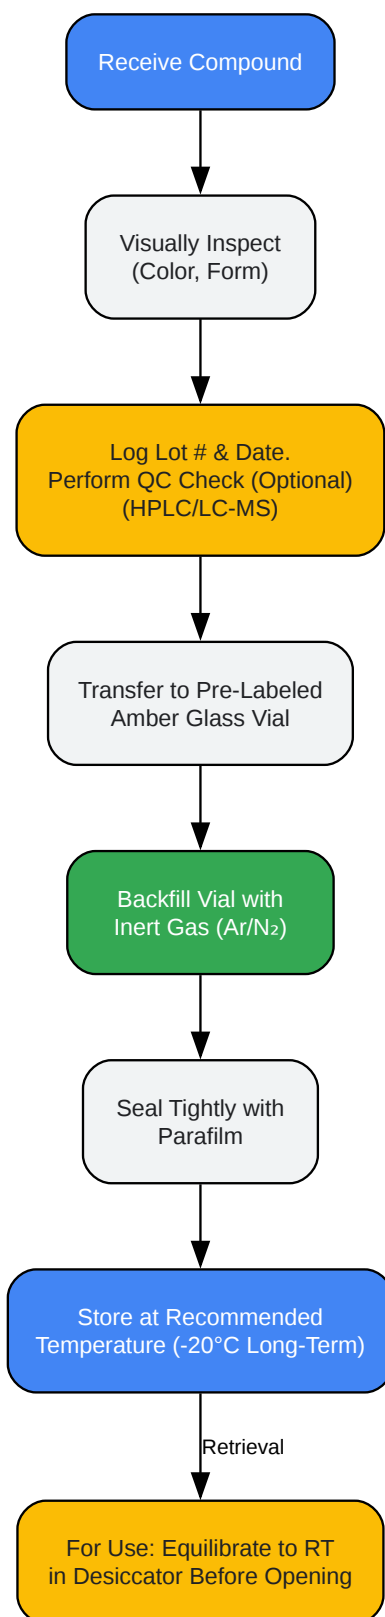 Receive Compound
Visually Inspect
(Color, Form)
Log Lot # & Date.
Perform QC Check (Optional)
(HPLC/LC-MS)
Transfer to Pre-Labeled
Amber Glass Vial
Backfill Vial with
Inert Gas (Ar/N₂)
Seal Tightly with
Parafilm
Store at Recommended
Temperature (-20°C Long-Term)
Retrieval
For Use: Equilibrate to RT
in Desiccator Before Opening